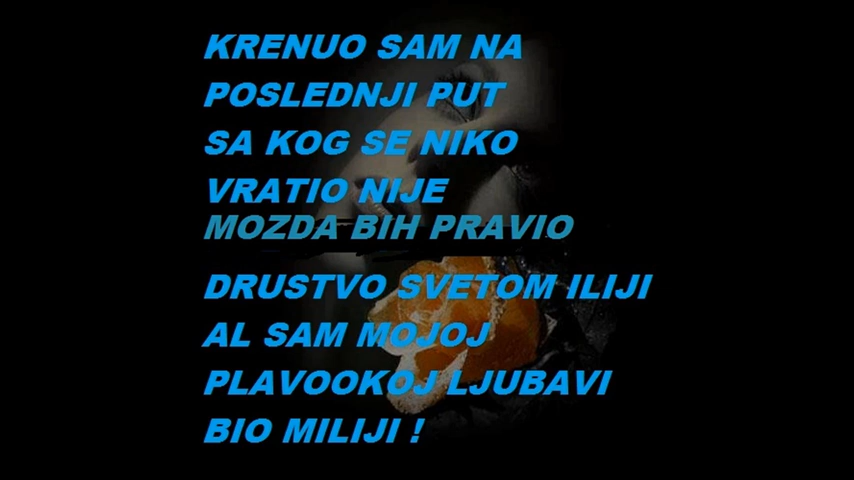 KRENUO SAM NA
POSLEDNJI PUT
SA KOG SE NIKO
VRATIO NIJE
MOZDA BIH PRAVIO
DRUSTVO SVETOM ILIJI
AL SAM MOJOJ
PLAVOOKOJ LJUBAVI
BIO MILIJI !